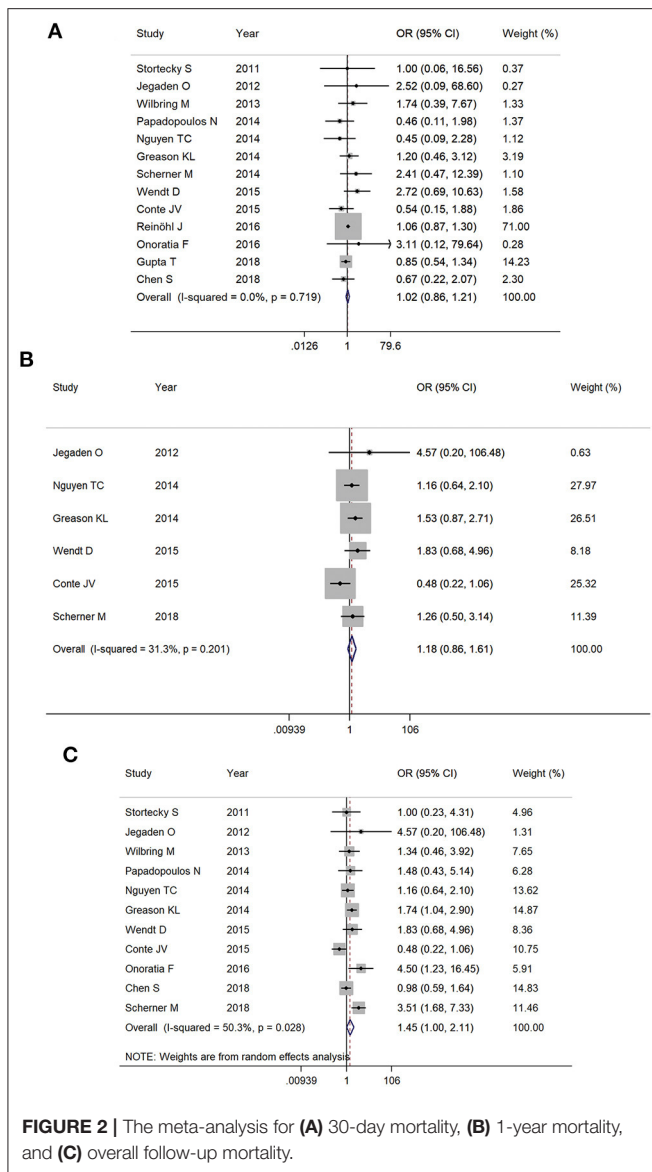 A
Study Year OR (95% CI) Weight (%)
Stortecky S 2011 1.00 (0.06, 16.56) 0.37
Jegaden O 2012 2.52 (0.09, 68.60) 0.27
Wilbring M 2013 1.74 (0.39, 7.67) 1.33
Papadopoulos N 2014 0.46 (0.11, 1.98) 1.37
Nguyen TC 2014 0.45 (0.09, 2.28) 1.12
Greason KL 2014 1.20 (0.46, 3.12) 3.19
Scherner M 2014 2.41 (0.47, 12.39) 1.10
Wendt D 2015 2.72 (0.69, 10.63) 1.58
Conte JV 2015 0.54 (0.15, 1.88) 1.86
Reinöhl J 2016 1.06 (0.87, 1.30) 71.00
Onoratia F 2016 3.11 (0.12, 79.64) 0.28
Gupta T 2018 0.85 (0.54, 1.34) 14.23
Chen S 2018 0.67 (0.22, 2.07) 2.30
Overall (I-squared = 0.0%, p = 0.719) 1.02 (0.86, 1.21) 100.00
.0126 1 79.6
B
Study Year OR (95% CI) Weight (%)
Jegaden O 2012 4.57 (0.20, 106.48) 0.63
Nguyen TC 2014 1.16 (0.64, 2.10) 27.97
Greason KL 2014 1.53 (0.87, 2.71) 26.51
Wendt D 2015 1.83 (0.68, 4.96) 8.18
Conte JV 2015 0.48 (0.22, 1.06) 25.32
Scherner M 2018 1.26 (0.50, 3.14) 11.39
Overall (I-squared = 31.3%, p = 0.201) 1.18 (0.86, 1.61) 100.00
.00939 1 106
C
Study Year OR (95% CI) Weight (%)
Stortecky S 2011 1.00 (0.23, 4.31) 4.96
Jegaden O 2012 4.57 (0.20, 106.48) 1.31
Wilbring M 2013 1.34 (0.46, 3.92) 7.65
Papadopoulos N 2014 1.48 (0.43, 5.14) 6.28
Nguyen TC 2014 1.16 (0.64, 2.10) 13.62
Greason KL 2014 1.74 (1.04, 2.90) 14.87
Wendt D 2015 1.83 (0.68, 4.96) 8.36
Conte JV 2015 0.48 (0.22, 1.06) 10.75
Onoratia F 2016 4.50 (1.23, 16.45) 5.91
Chen S 2018 0.98 (0.59, 1.64) 14.83
Scherner M 2018 3.51 (1.68, 7.33) 11.46
Overall (I-squared = 50.3%, p = 0.028) 1.45 (1.00, 2.11) 100.00
NOTE: Weights are from random effects analysis
.00939 1 106
FIGURE 2 | The meta-analysis for (A) 30-day mortality, (B) 1-year mortality,
and (C) overall follow-up mortality.